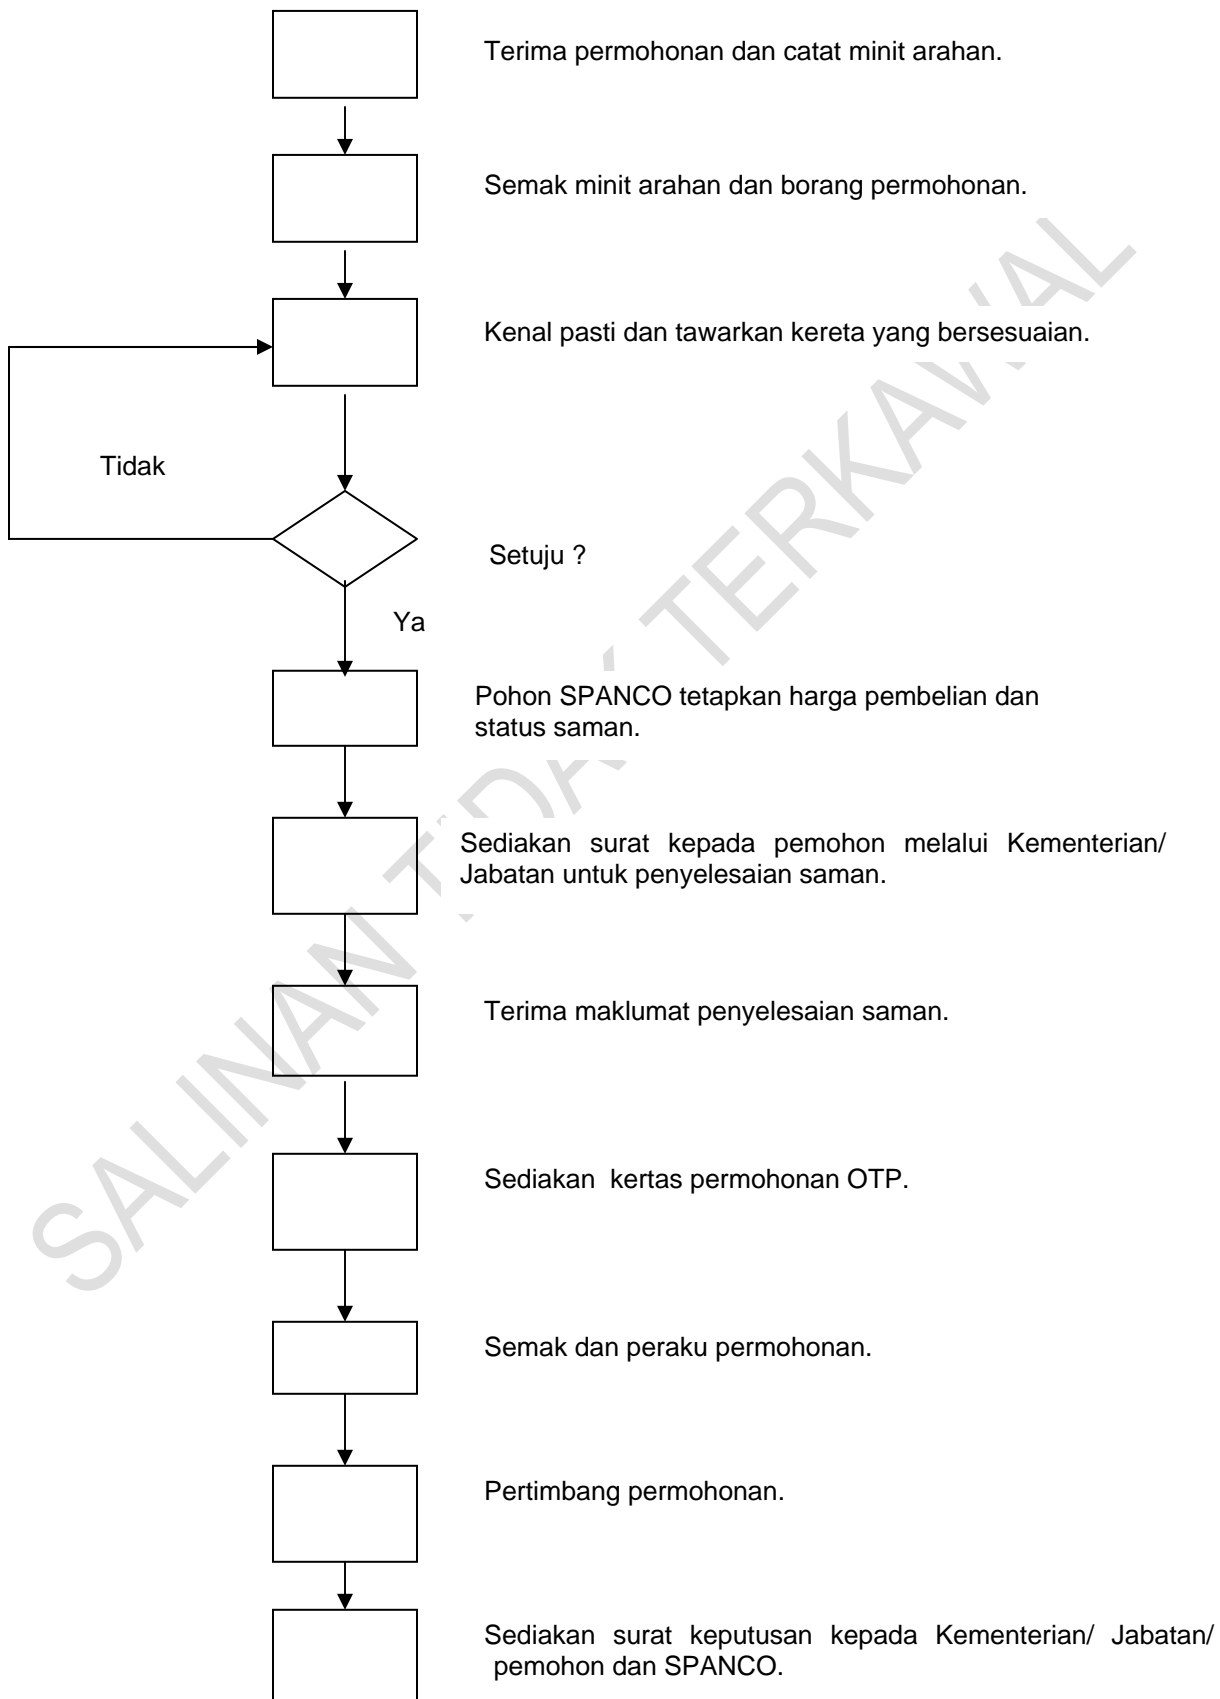 Terima permohonan dan catat minit arahan.
Semak minit arahan dan borang permohonan.
Kenal pasti dan tawarkan kereta yang bersesuaian.
Tidak
Setuju ?
Ya
Pohon SPANCO tetapkan harga pembelian dan
status saman.
Sediakan surat kepada pemohon melalui Kementerian/
Jabatan untuk penyelesaian saman.
Terima maklumat penyelesaian saman.
Sediakan kertas permohonan OTP.
Semak dan peraku permohonan.
Pertimbang permohonan.
Sediakan surat keputusan kepada Kementerian/ Jabatan/
pemohon dan SPANCO.
SALINAN TIDAK TERKAWAL